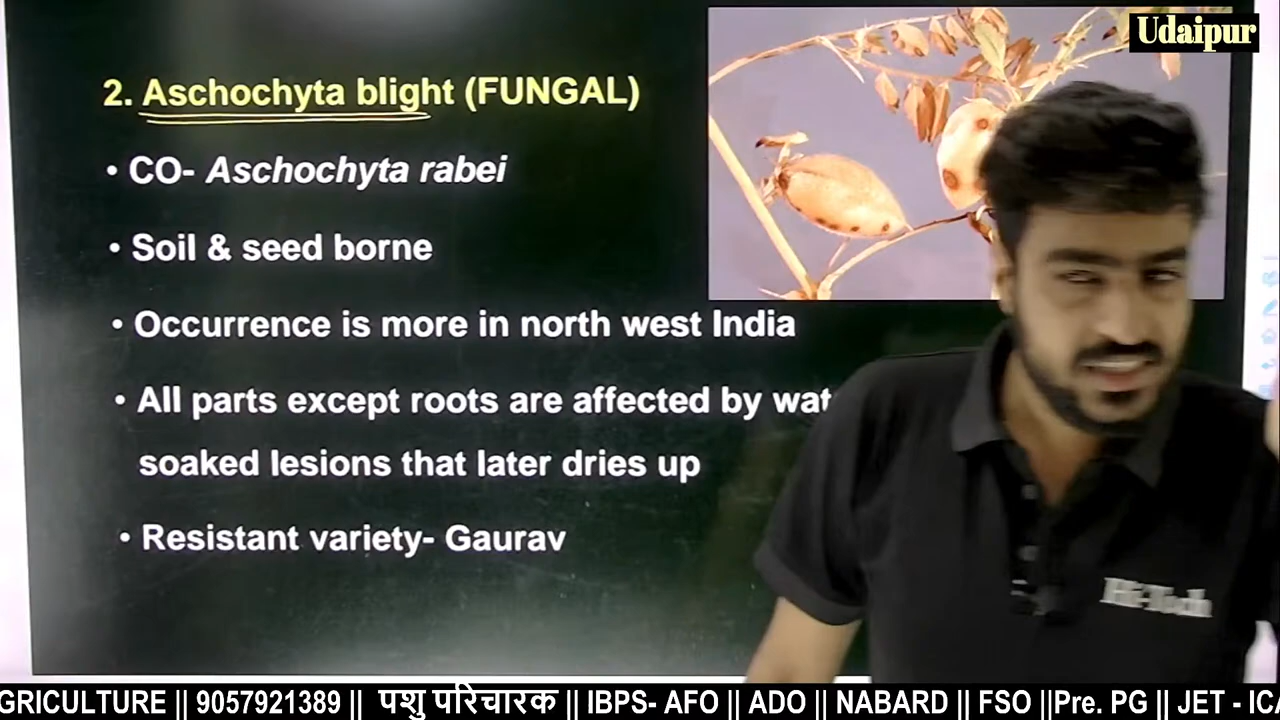 Udaipur
2. Aschochyta blight (FUNGAL)
• CO- Aschochyta rabei
• Soil & seed borne
• Occurrence is more in north west India
• All parts except roots are affected by
soaked lesions that later dries up
• Resistant variety- Gaurav
Hi-Tech
GRICULTURE || 9057921389 || पशु परिचारक || IBPS- AFO || ADO || NABARD || FSO ||Pre. PG || JET - ICA